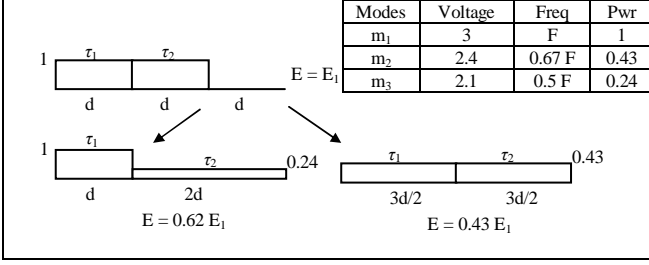 Modes Voltage Freq Pwr
m1 3 F 1
m2 2.4 0.67 F 0.43
m3 2.1 0.5 F 0.24
τ1 τ2
1
E = E1
d d d
τ1
1 τ2 0.24
d 2d
E = 0.62 E1
τ1 τ2 0.43
3d/2 3d/2
E = 0.43 E1